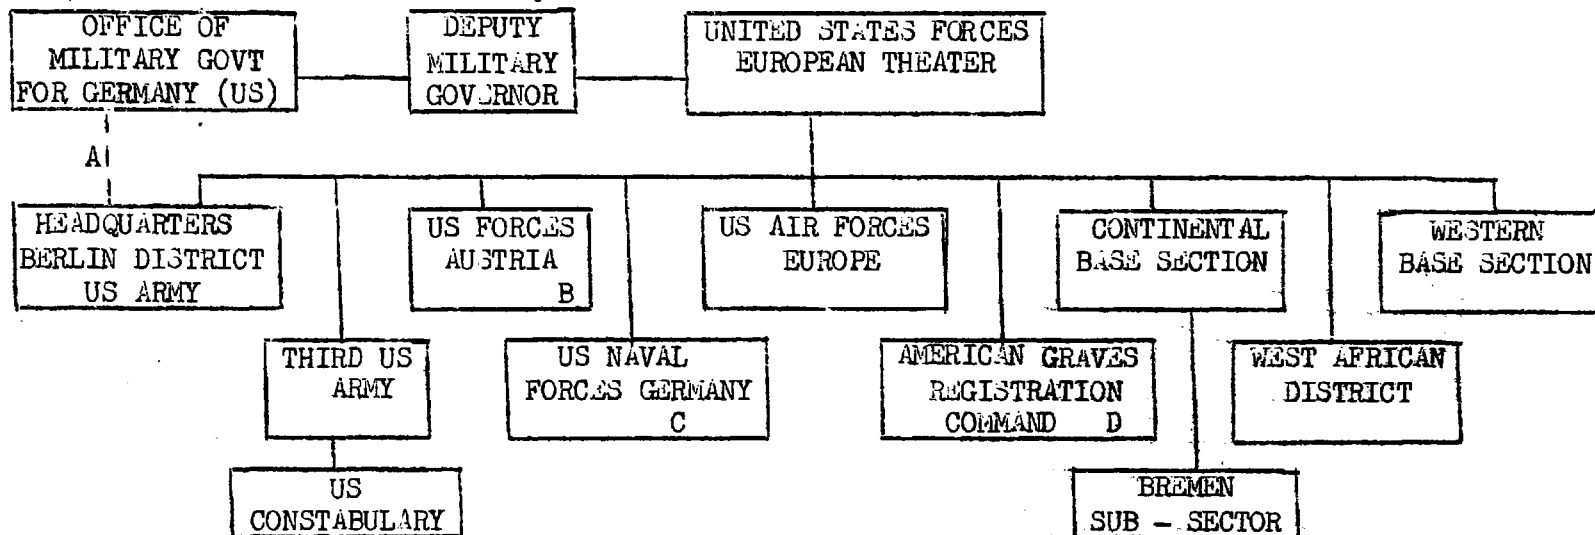 OFFICE OF
MILITARY GOVT
FOR GERMANY (US)
DEPUTY
MILITARY
GOVERNOR
UNITED STATES FORCES
EUROPEAN THEATER
A
HEADQUARTERS
BERLIN DISTRICT
US ARMY
US FORCES
AUSTRIA
B
US AIR FORCES
EUROPE
CONTINENTAL
BASE SECTION
WESTERN
BASE SECTION
THIRD US
ARMY
US NAVAL
FORCES GERMANY
C
AMERICAN GRAVES
REGISTRATION
COMMAND D
WEST AFRICAN
DISTRICT
US
CONSTABULARY
BREMEN
SUB - SECTOR